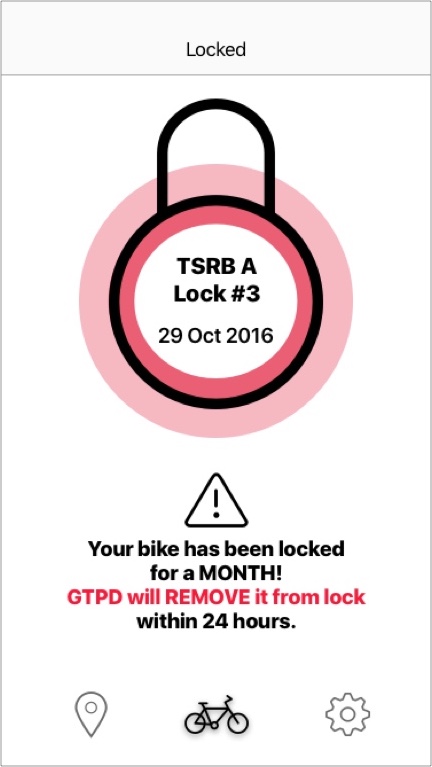 Locked
TSRB A
Lock #3
29 Oct 2016
Your bike has been locked
for a MONTH!
GTPD will REMOVE it from lock
within 24 hours.